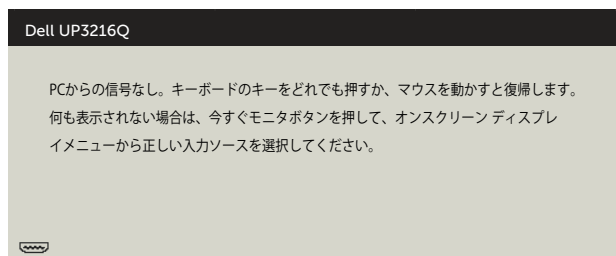 Dell UP3216Q
PCからの信号なし。キーボードのキーをどれでも押すか、マウスを動かすと復帰します。
何も表示されない場合は、今すぐモニタボタンを押して、オンスクリーン ディスプレ
イメニューから正しい入力ソースを選択してください。